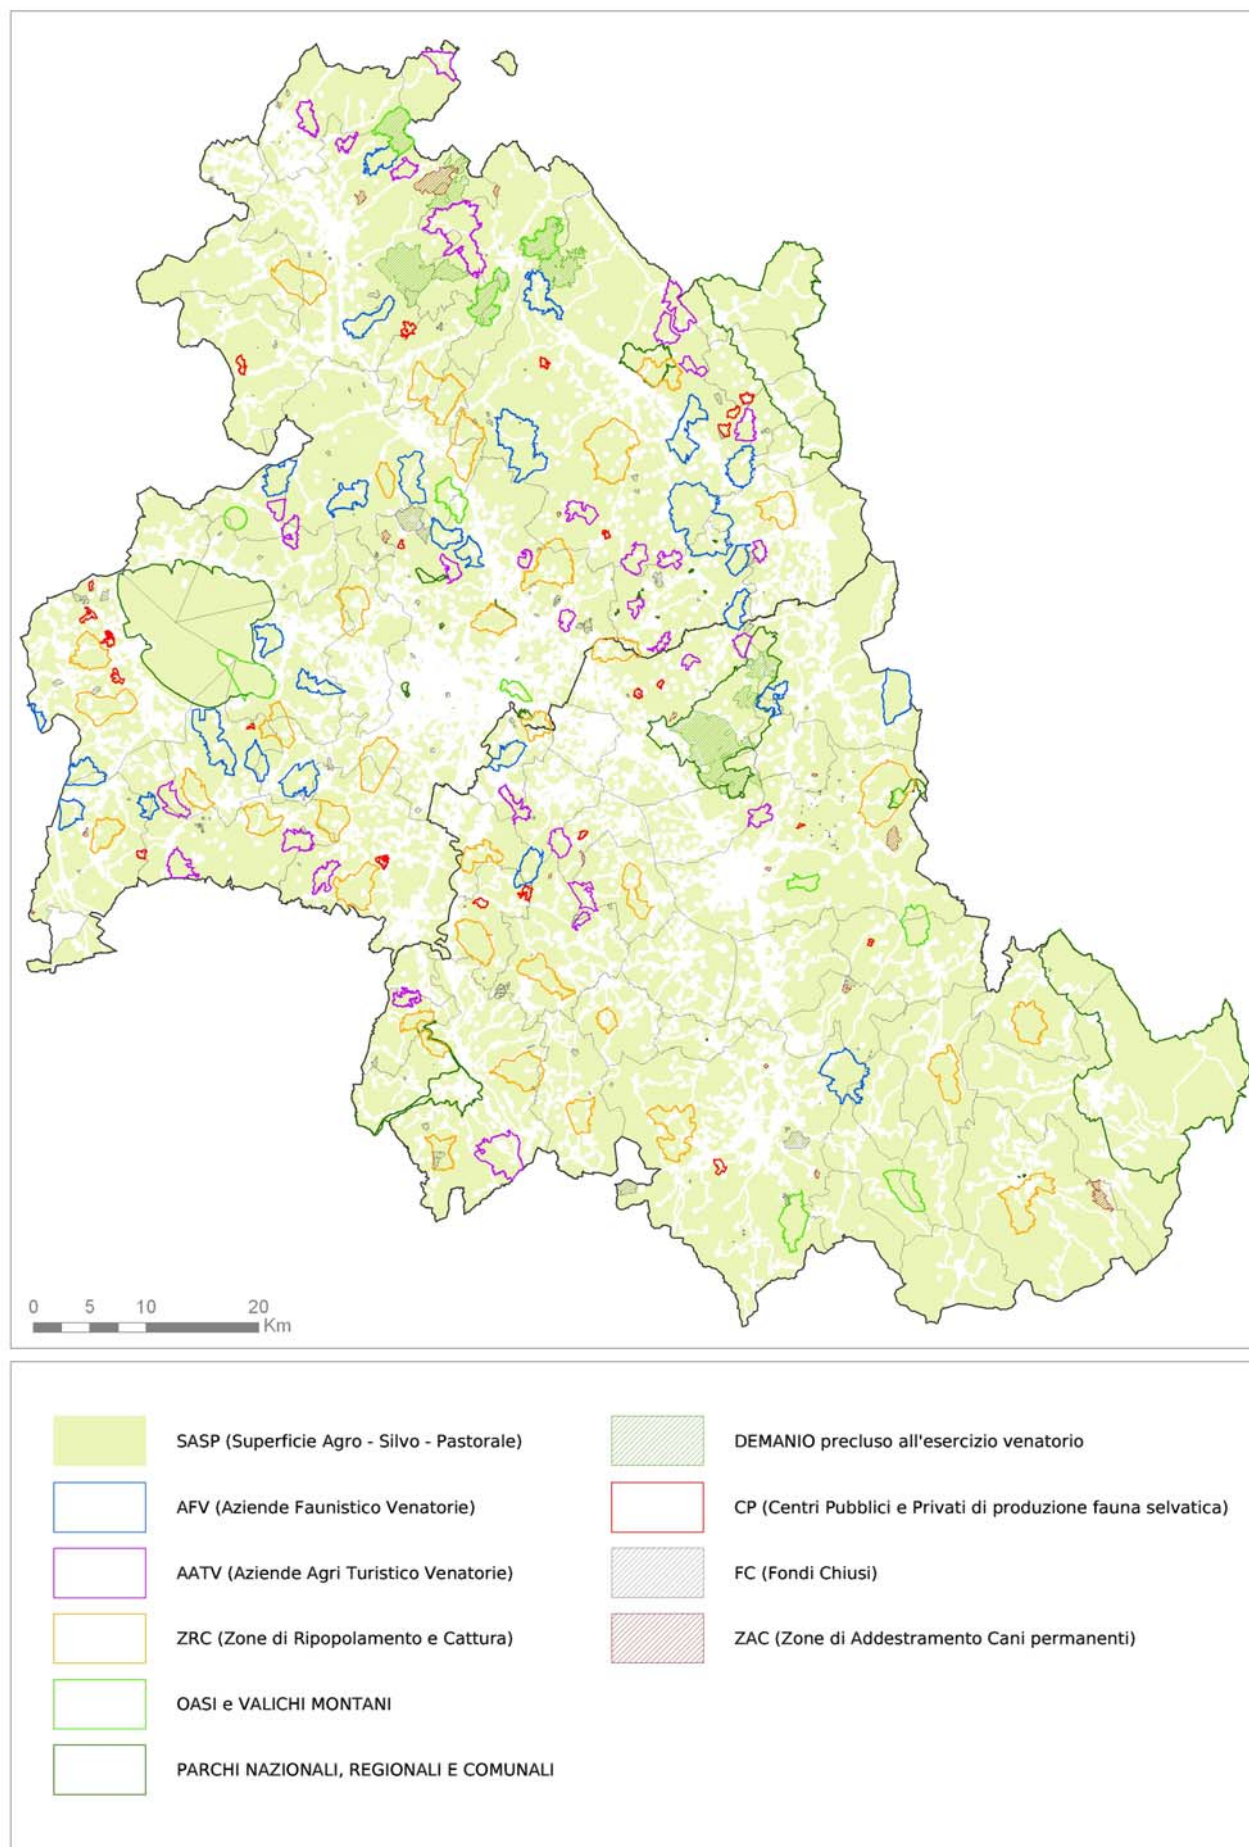 0 5 10 20
Km
SASP (Superficie Agro - Silvo - Pastorale)
AFV (Aziende Faunistico Venatorie)
AATV (Aziende Agri Turistico Venatorie)
ZRC (Zone di Ripopolamento e Cattura)
OASI e VALICHI MONTANI
PARCHI NAZIONALI, REGIONALI E COMUNALI
DEMANIO precluso all'esercizio venatorio
CP (Centri Pubblici e Privati di produzione fauna selvatica)
FC (Fondi Chiusi)
ZAC (Zone di Addestramento Cani permanenti)